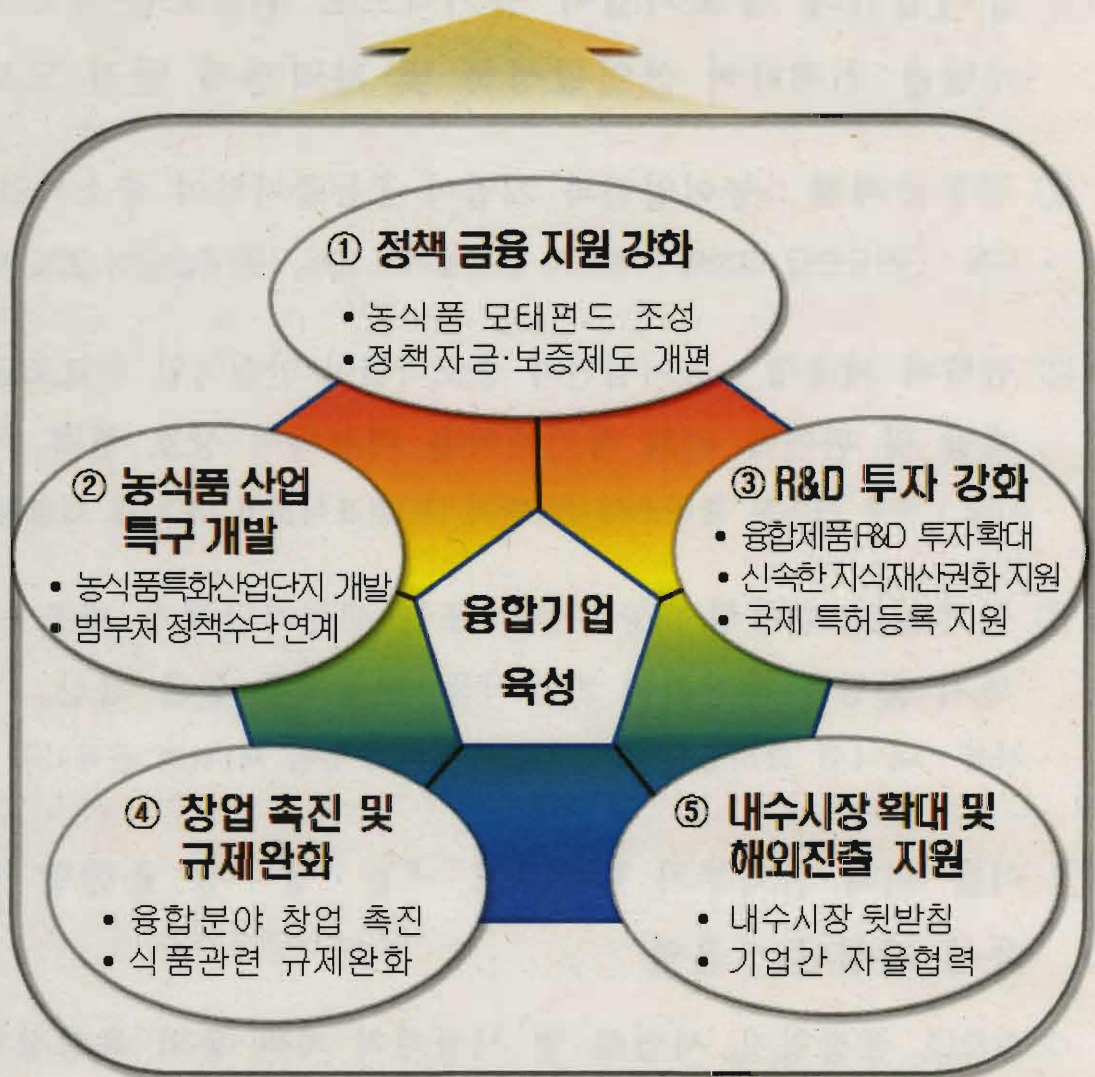 ① 정책 금융 지원 강화
• 농식품 모태펀드 조성
• 정책자금·보증제도 개편
② 농식품 산업
특구 개발
• 농식품특화산업단지 개발
• 범부처 정책수단 연계
③ R&D 투자 강화
• 융합제품R&D 투자확대
• 신속한 지식재산권화 지원
• 국제 특허등록 지원
융합기업
육성
④ 창업 촉진 및
규제완화
• 융합분야 창업 촉진
• 식품관련 규제완화
⑤ 내수시장 확대 및
해외진출 지원
• 내수시장 뒷받침
• 기업간 자율협력